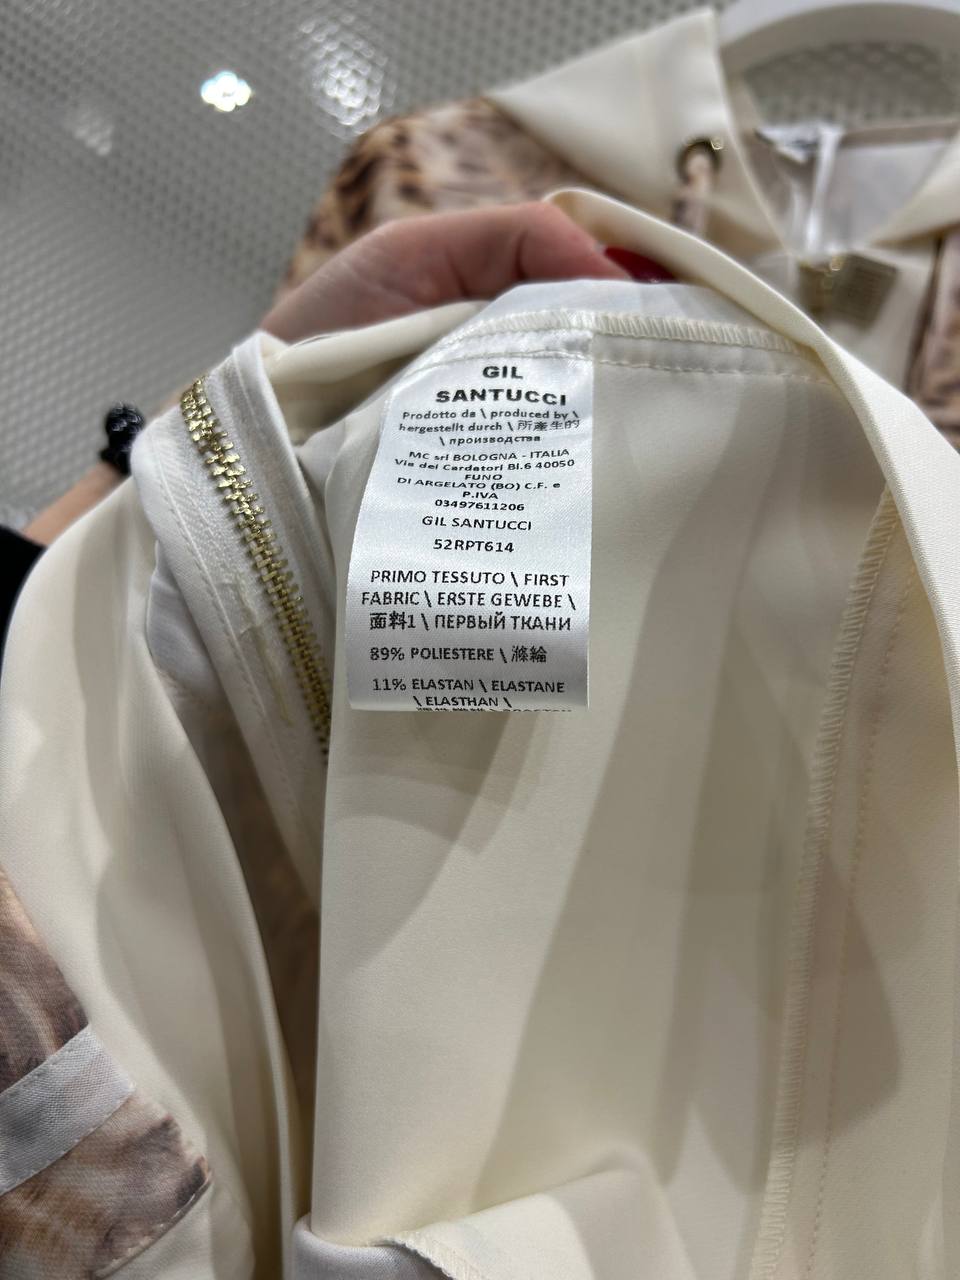 GIL
SANTUCCI
Prodotto da \ produced by \
hergestellt durch \ 所產生的
\ производства
MC srl BOLOGNA - ITALIA
Via dei Cardatori Bl.6 40050
FUNO
DI ARGELATO (BO) C.F. e
P.IVA
03497611206
GIL SANTUCCI
52RPT614
PRIMO TESSUTO \ FIRST
FABRIC \ ERSTE GEWEBE \
面料1 \ ПЕРВЫЙ ТКАНИ
89% POLIESTERE \ 滌綸
11% ELASTAN \ ELASTANE
\ ELASTHAN \